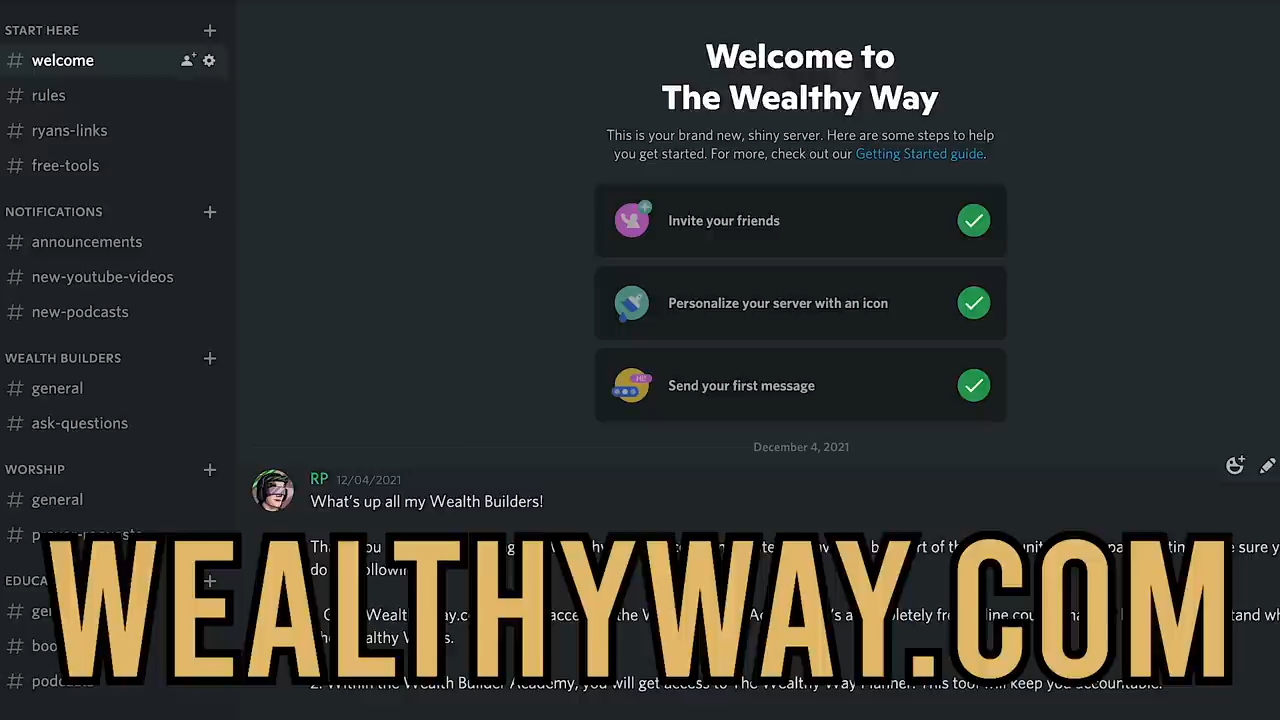 START HERE
welcome
rules
ryans-links
free-tools
NOTIFICATIONS
announcements
new-youtube-videos
new-podcasts
WEALTH BUILDERS
general
ask-questions
WORSHIP
general
prayer-requests
Welcome to
The Wealthy Way
This is your brand new, shiny server. Here are some steps to help
you get started. For more, check out our Getting Started guide.
Invite your friends
Personalize your server with an icon
Send your first message
HI!
December 4, 2021
RP 12/04/2021
What's up all my Wealth Builders!
WEALTHYWAY.COM
2. Within the Wealth Builder Academy, you will get access to The Wealthy Way Planner. This tool will keep you accountable.